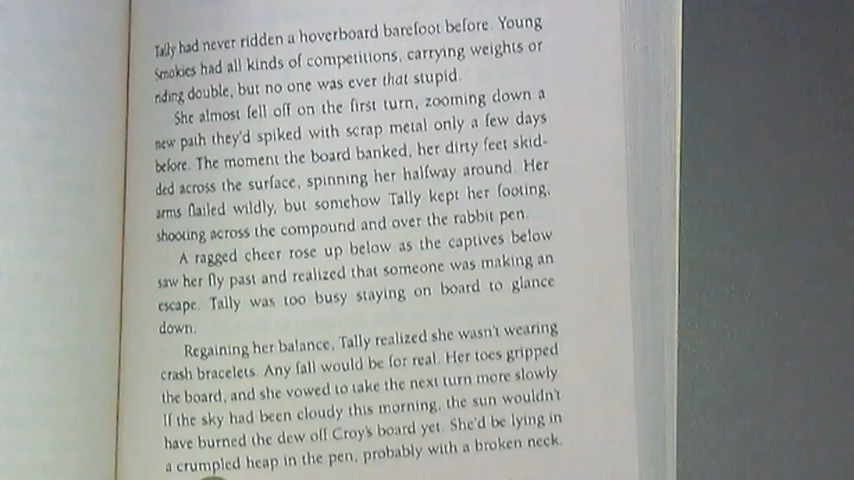 Tally had never ridden a hoverboard barefoot before. Young
Smokies had all kinds of competitions, carrying weights or
riding double, but no one was ever that stupid.
She almost fell off on the first turn, zooming down a
new path they'd spiked with scrap metal only a few days
before. The moment the board banked, her dirty feet skid-
ded across the surface, spinning her halfway around. Her
arms flailed wildly, but somehow Tally kept her footing,
shooting across the compound and over the rabbit pen.
A ragged cheer rose up below as the captives below
saw her fly past and realized that someone was making an
escape. Tally was too busy staying on board to glance
down.
Regaining her balance, Tally realized she wasn't wearing
crash bracelets. Any fall would be for real. Her toes gripped
the board, and she vowed to take the next turn more slowly.
If the sky had been cloudy this morning, the sun wouldn't
have burned the dew off Croy's board yet. She'd be lying in
a crumpled heap in the pen, probably with a broken neck.